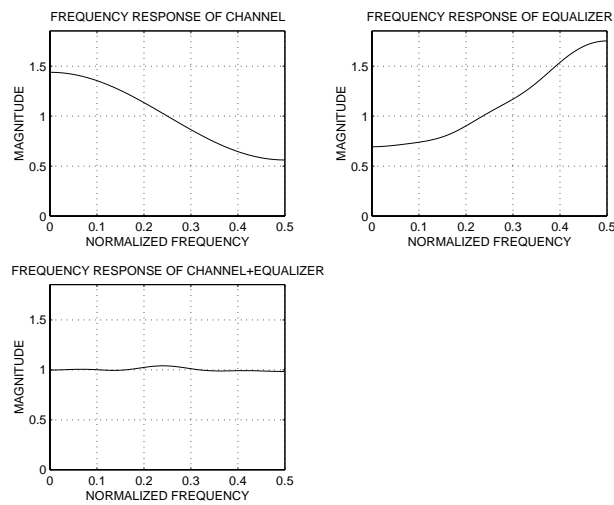 FREQUENCY RESPONSE OF CHANNEL
1.5
1
0.5
0
MAGNITUDE
0 0.1 0.2 0.3 0.4 0.5
NORMALIZED FREQUENCY
FREQUENCY RESPONSE OF EQUALIZER
1.5
1
0.5
0
MAGNITUDE
0 0.1 0.2 0.3 0.4 0.5
NORMALIZED FREQUENCY
FREQUENCY RESPONSE OF CHANNEL+EQUALIZER
1.5
1
0.5
0
MAGNITUDE
0 0.1 0.2 0.3 0.4 0.5
NORMALIZED FREQUENCY